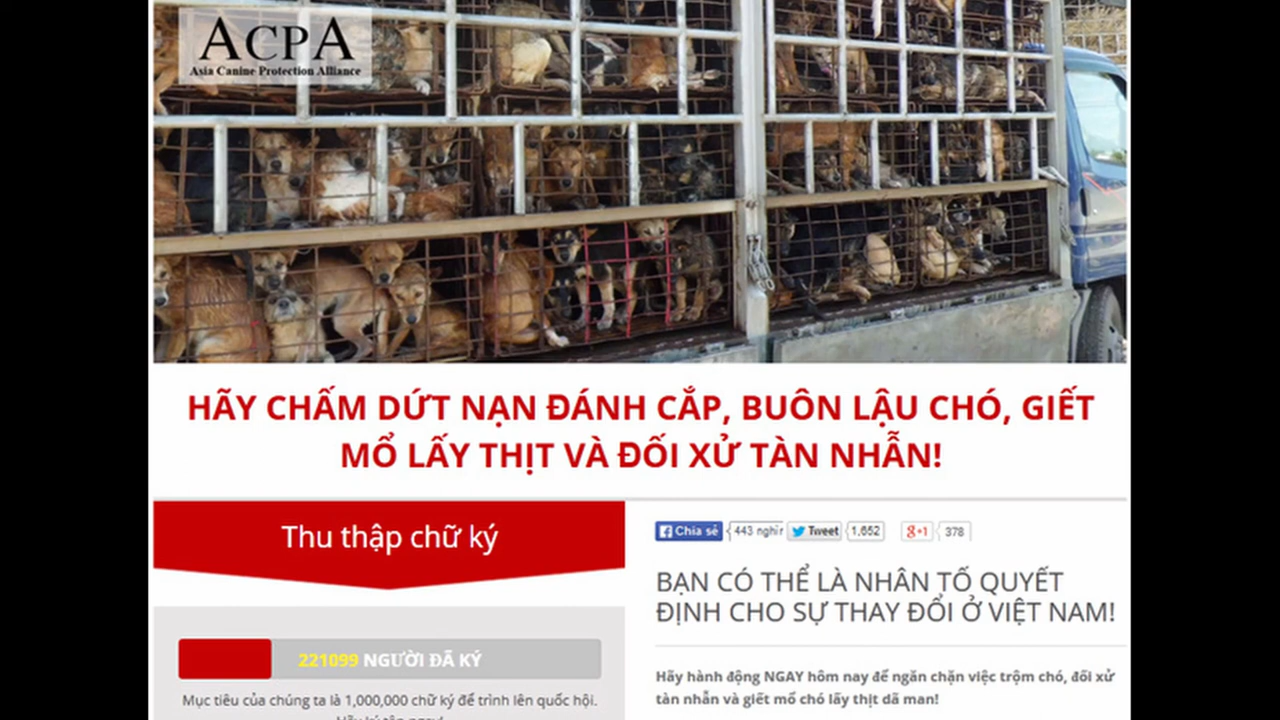 ACPA
Asia Canine Protection Alliance
HÃY CHẤM DỨT NẠN ĐÁNH CẮP, BUÔN LẬU CHÓ, GIẾT
MỔ LẤY THỊT VÀ ĐỐI XỬ TÀN NHẪN!
Thu thập chữ ký
221099 NGƯỜI ĐÃ KÝ
Mục tiêu của chúng ta là 1,000,000 chữ ký để trình lên quốc hội.
Chia sẻ 443 nghìn Tweet 1,652 g+1 378
BẠN CÓ THỂ LÀ NHÂN TỐ QUYẾT
ĐỊNH CHO SỰ THAY ĐỔI Ở VIỆT NAM!
Hãy hành động NGAY hôm nay để ngăn chặn việc trộm chó, đối xử
tàn nhẫn và giết mổ chó lấy thịt dã man!